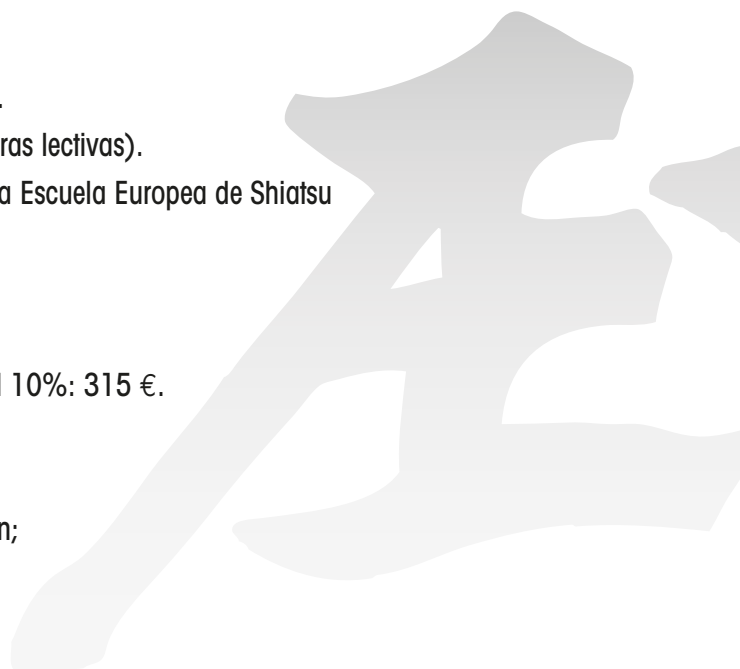 .
ras lectivas).
a Escuela Europea de Shiatsu
10%: 315 €.
n;